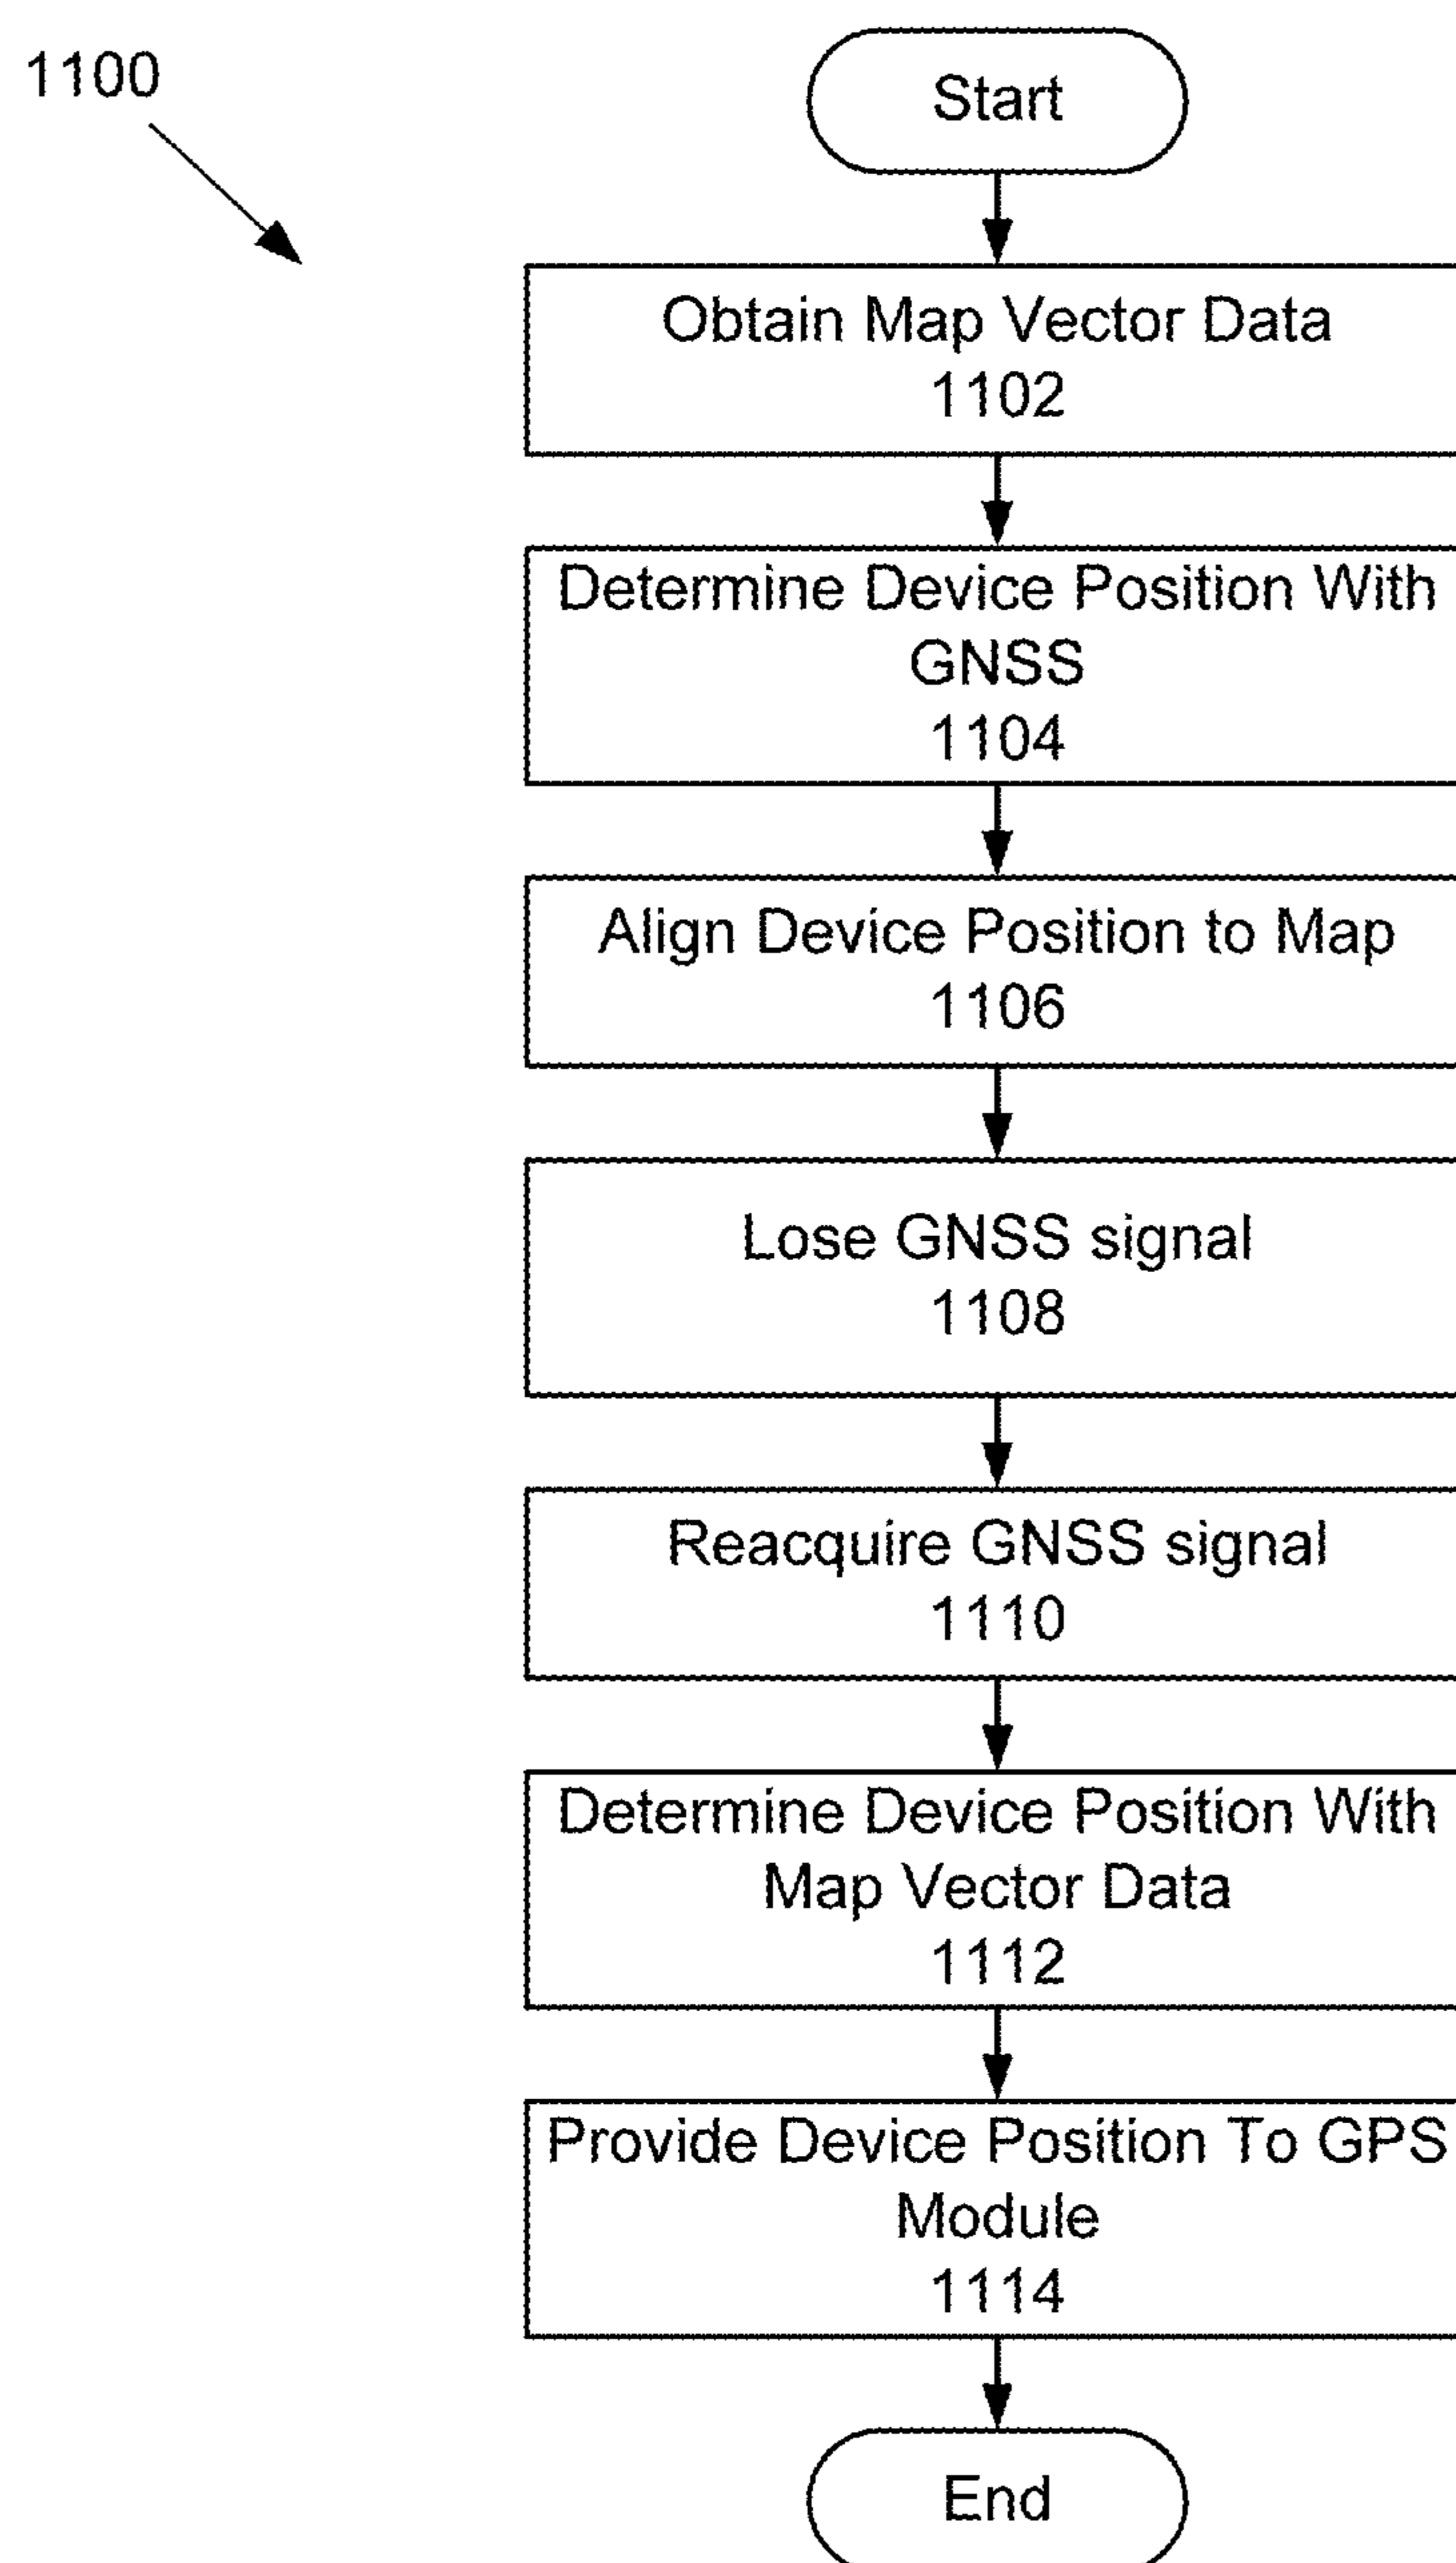 1100
Start
Obtain Map Vector Data
1102
Determine Device Position With
GNSS
1104
Align Device Position to Map
1106
Lose GNSS signal
1108
Reacquire GNSS signal
1110
Determine Device Position With
Map Vector Data
1112
Provide Device Position To GPS
Module
1114
End